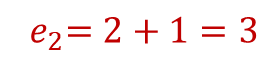 e₂ = 2 + 1 = 3